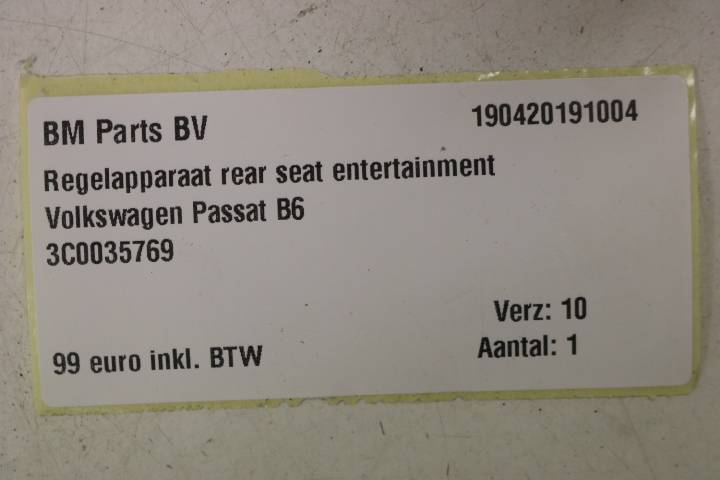 BM Parts BV 190420191004
Regelapparaat rear seat entertainment
Volkswagen Passat B6
3C0035769
Verz: 10
99 euro inkl. BTW Aantal: 1